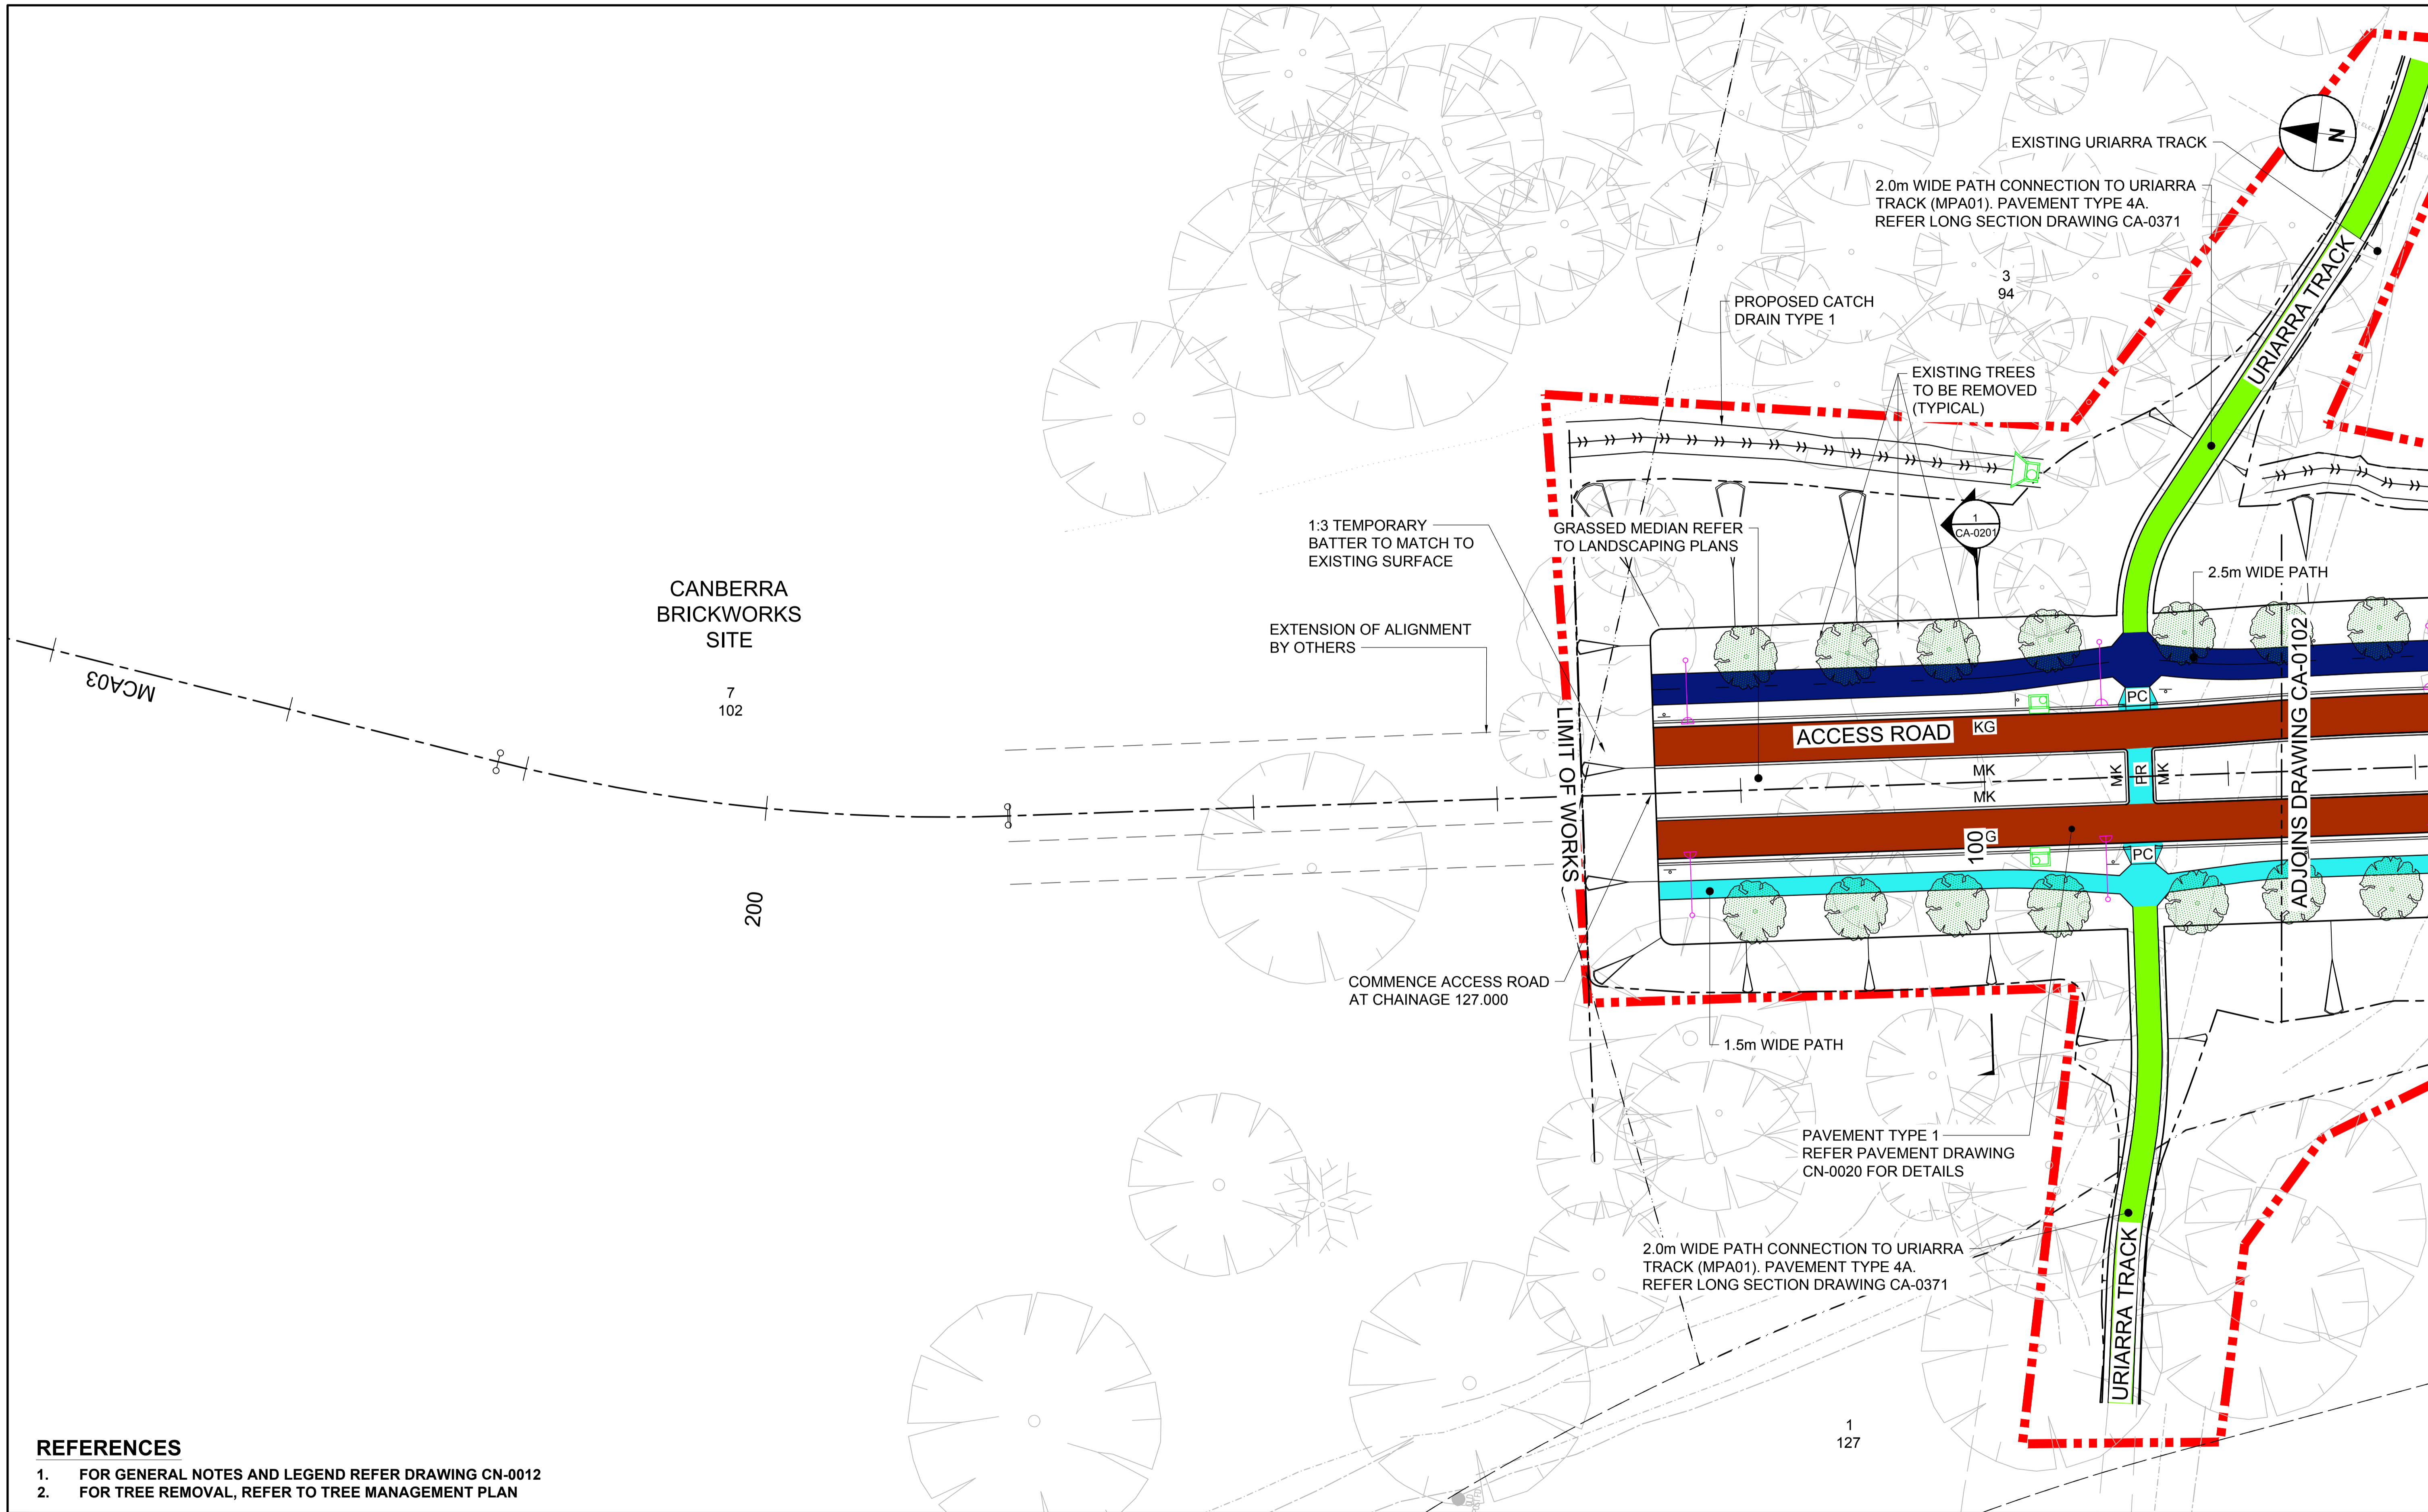 N
EXISTING URIARRA TRACK
2.0m WIDE PATH CONNECTION TO URIARRA
TRACK (MPA01). PAVEMENT TYPE 4A.
REFER LONG SECTION DRAWING CA-0371
URIARRA TRACK
3
94
PROPOSED CATCH
DRAIN TYPE 1
EXISTING TREES
TO BE REMOVED
(TYPICAL)
1:3 TEMPORARY
BATTER TO MATCH TO
EXISTING SURFACE
GRASSED MEDIAN REFER
TO LANDSCAPING PLANS
1
CA-0201
2.5m WIDE PATH
CANBERRA
BRICKWORKS
SITE
7
102
MCA03
EXTENSION OF ALIGNMENT
BY OTHERS
LIMIT OF WORKS
ADJOINS DRAWING CA-0102
PC
ACCESS ROAD
KG
MK
MK
MK
PR
MK
100
G
PC
200
COMMENCE ACCESS ROAD
AT CHAINAGE 127.000
1.5m WIDE PATH
PAVEMENT TYPE 1
REFER PAVEMENT DRAWING
CN-0020 FOR DETAILS
2.0m WIDE PATH CONNECTION TO URIARRA
TRACK (MPA01). PAVEMENT TYPE 4A.
REFER LONG SECTION DRAWING CA-0371
URIARRA TRACK
1
127
REFERENCES
1. FOR GENERAL NOTES AND LEGEND REFER DRAWING CN-0012
2. FOR TREE REMOVAL, REFER TO TREE MANAGEMENT PLAN